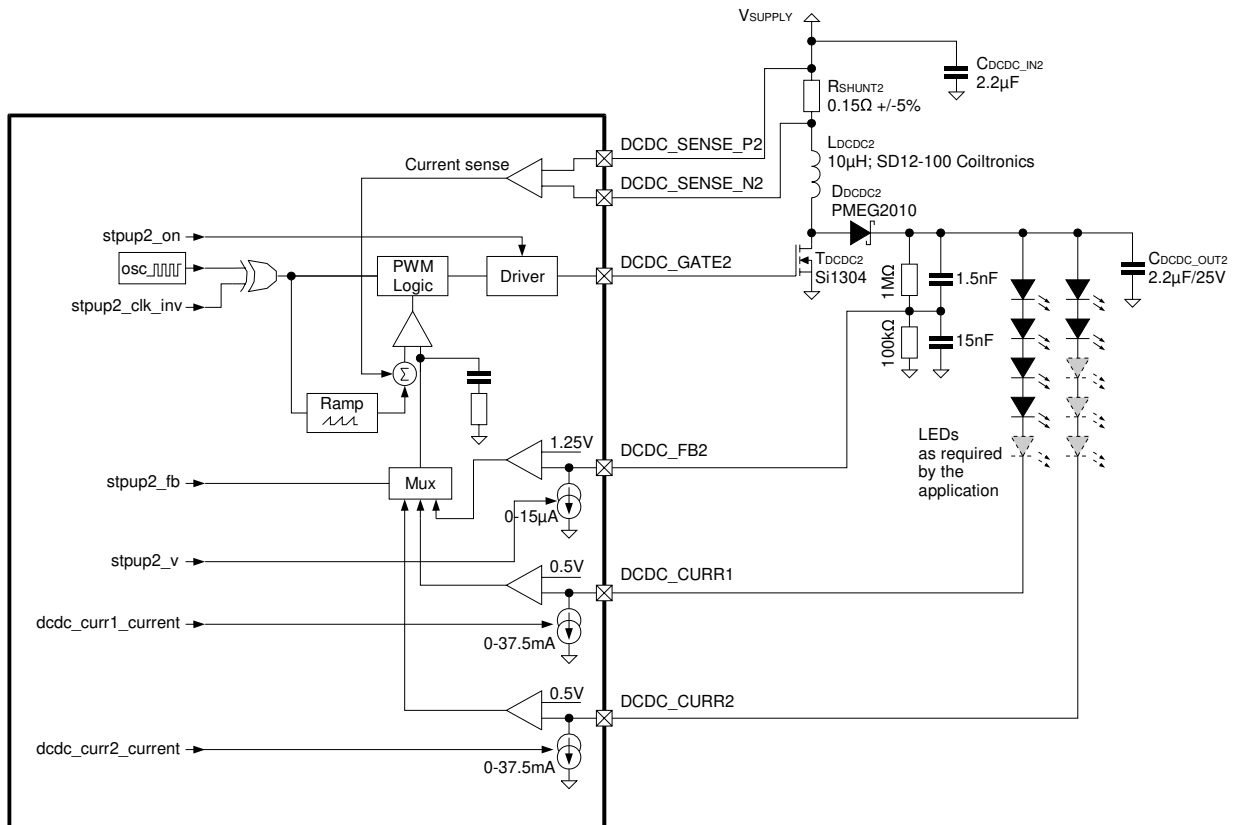 VSUPPLY
CDCDC_IN2
2.2µF
RSHUNT2
0.15Ω +/-5%
DCDC_SENSE_P2
Current sense
LDCDC2
10µH; SD12-100 Coiltronics
DCDC_SENSE_N2
DDCDC2
PMEG2010
stpup2_on
osc
stpup2_clk_inv
PWM
Logic
Driver
DCDC_GATE2
TDCDC2
Si1304
CDCDC_OUT2
2.2µF/25V
1MΩ
1.5nF
100kΩ
15nF
Σ
Ramp
LEDs
as required
by the
application
1.25V
DCDC_FB2
stpup2_fb
Mux
0-15µA
stpup2_v
0.5V
DCDC_CURR1
dcdc_curr1_current
0-37.5mA
0.5V
DCDC_CURR2
dcdc_curr2_current
0-37.5mA